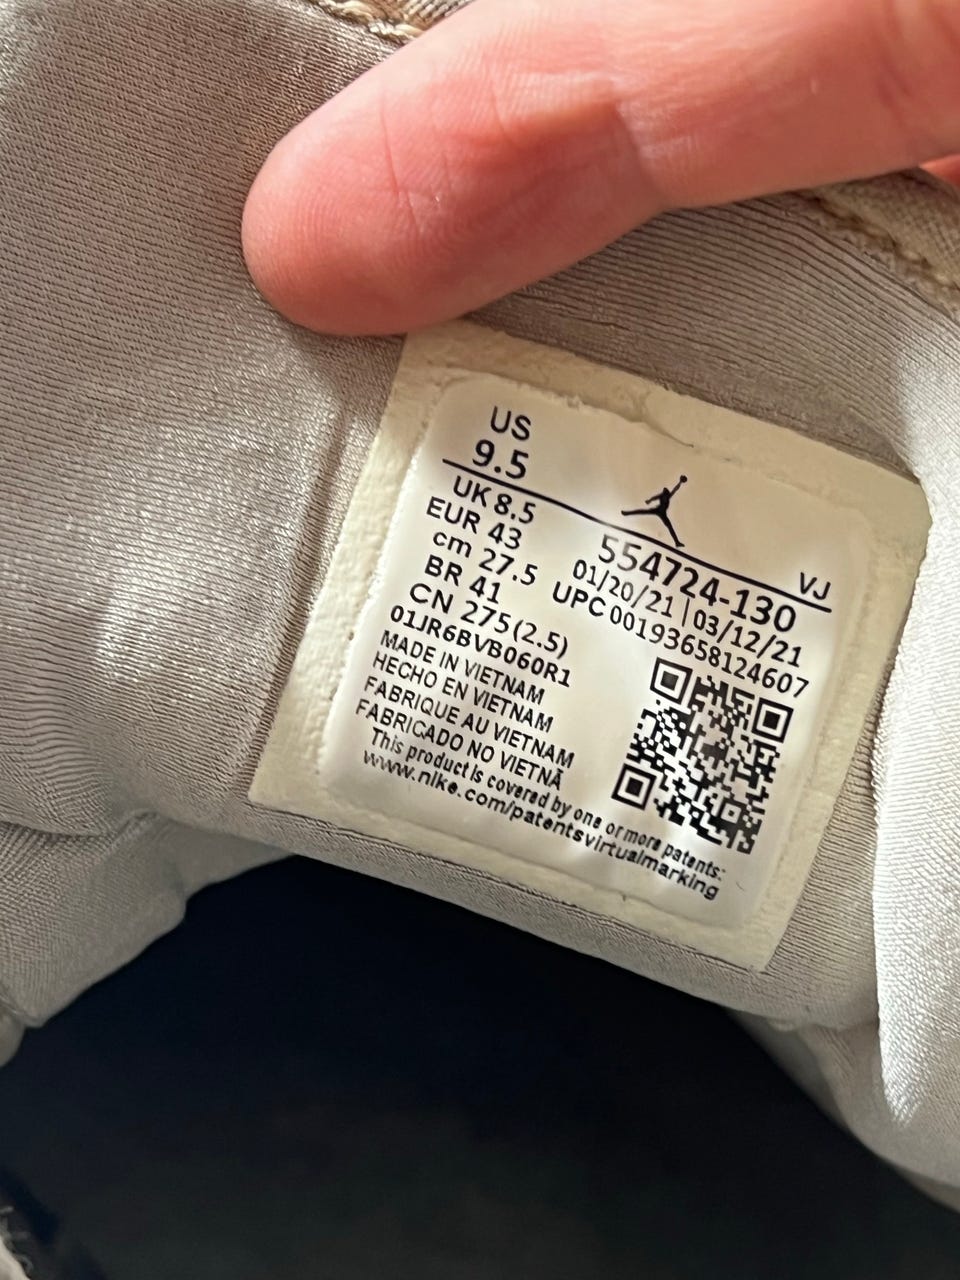 US
9.5
UK 8.5
EUR 43
cm 27.5
BR 41
CN 275(2.5)
01JR6BVB060R1
MADE IN VIETNAM
HECHO EN VIETNAM
FABRIQUE AU VIETNAM
FABRICADO NO VIETNÃ
This product is covered by one or more patents:
www.nike.com/patentsvirtualmarking
VJ
554724-130
01/20/21 | 03/12/21
UPC 00193658124607